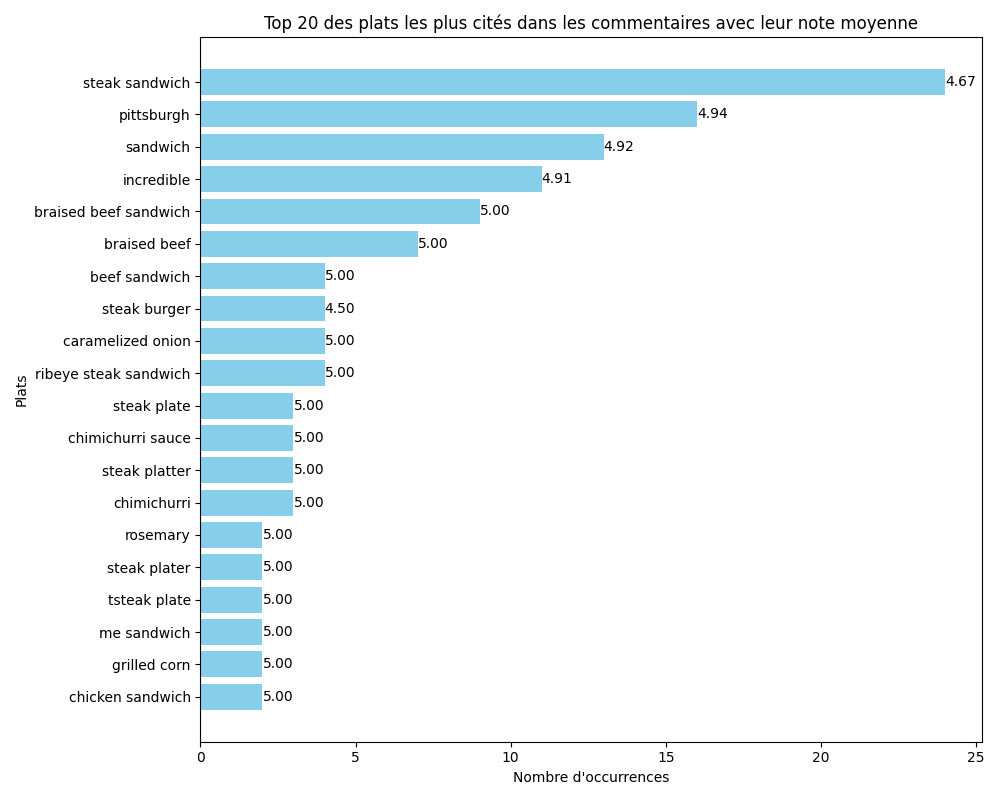 Top 20 des plats les plus cités dans les commentaires avec leur note moyenne
steak sandwich 4.67
pittsburgh 4.94
sandwich 4.92
incredible 4.91
braised beef sandwich 5.00
braised beef 5.00
beef sandwich 5.00
steak burger 4.50
caramelized onion 5.00
ribeye steak sandwich 5.00
steak plate 5.00
chimichurri sauce 5.00
steak platter 5.00
chimichurri 5.00
rosemary 5.00
steak plater 5.00
tsteak plate 5.00
me sandwich 5.00
grilled corn 5.00
chicken sandwich 5.00
Plats
0 5 10 15 20 25
Nombre d'occurrences